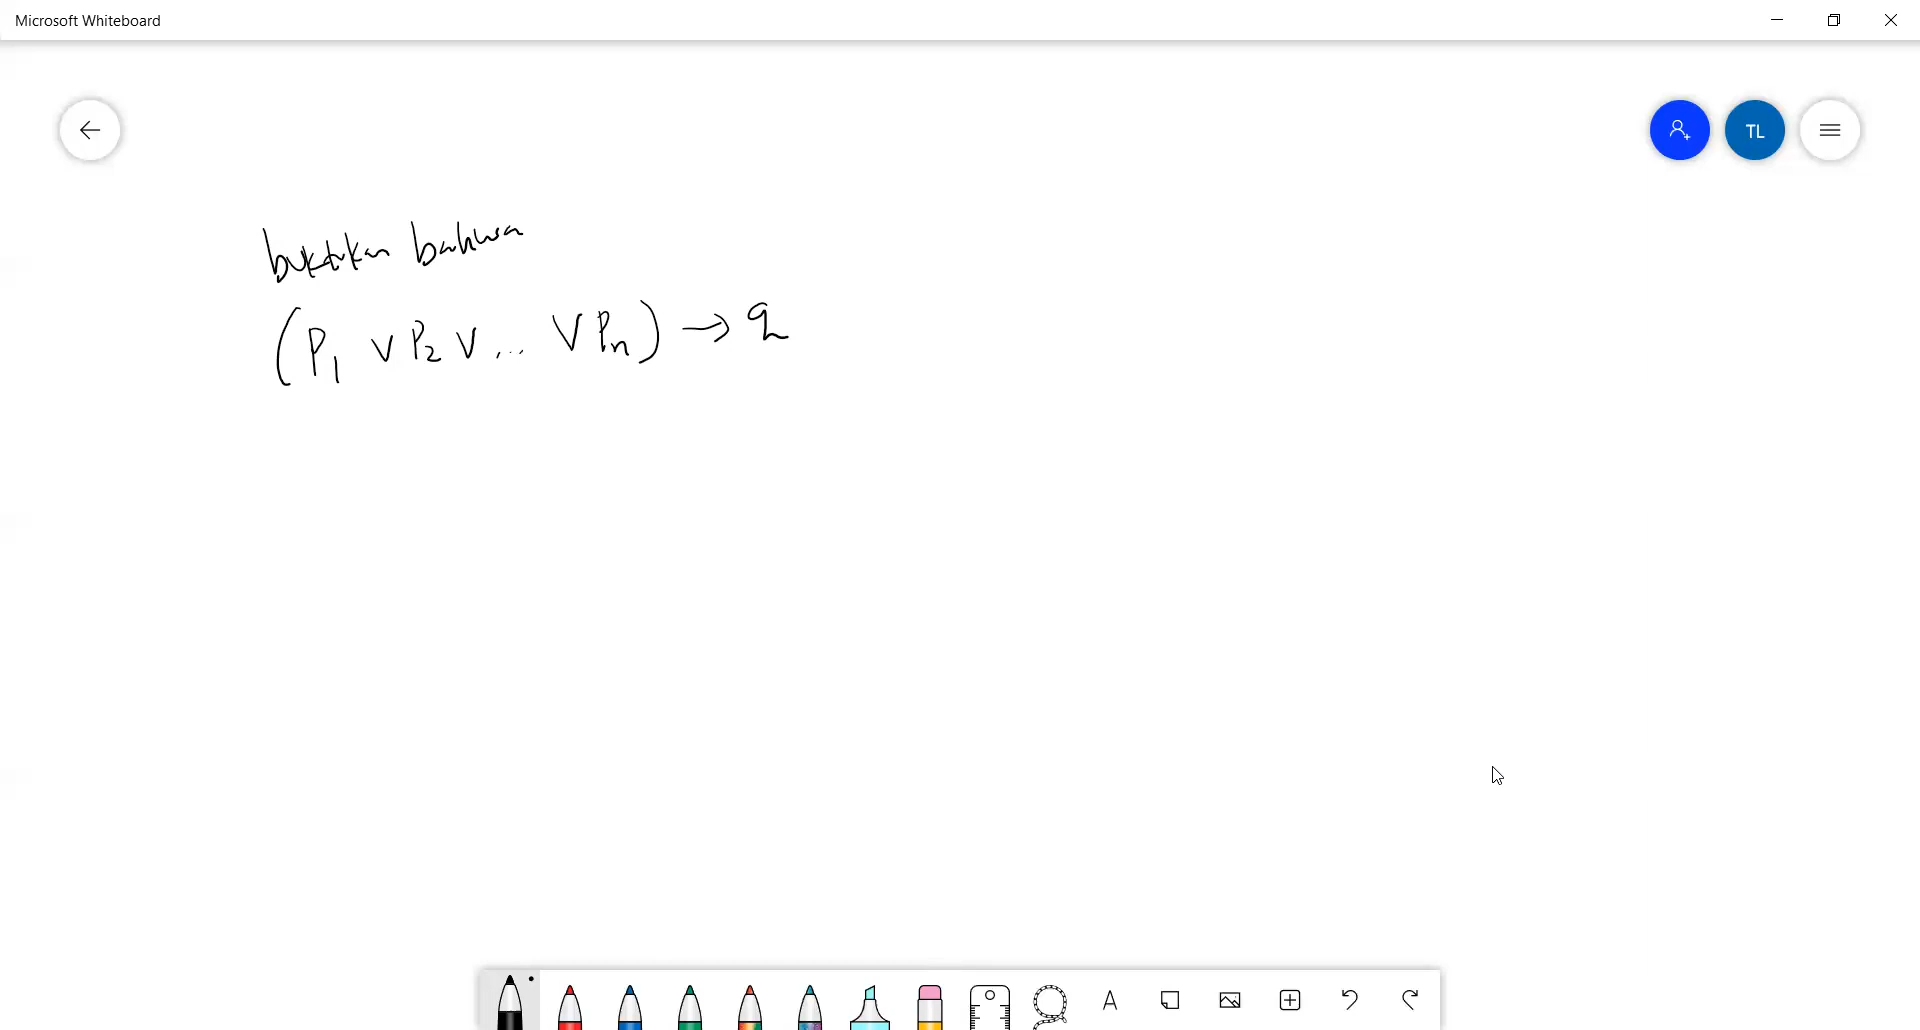 Microsoft Whiteboard
TL
buktikan bahwa
(P₁ ∨ P₂ ∨ ... ∨ Pₙ) → q
A